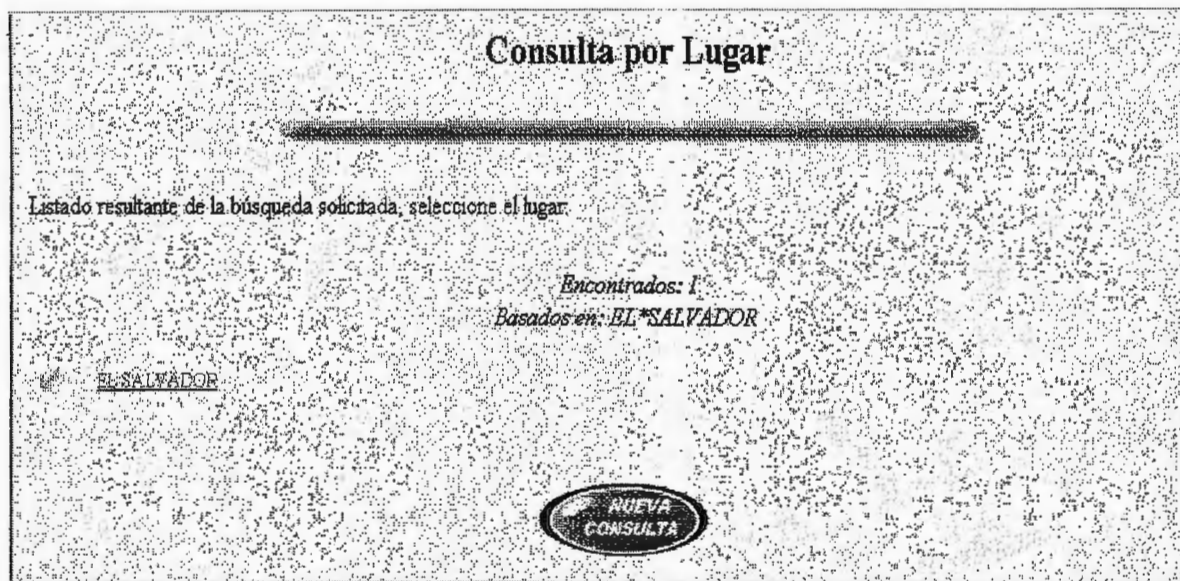 Consulta por Lugar
Listado resultante de la búsqueda solicitada, seleccione el lugar:
Encontrados: 1
Basados en: EL*SALVADOR
EL SALVADOR
NUEVA
CONSULTA